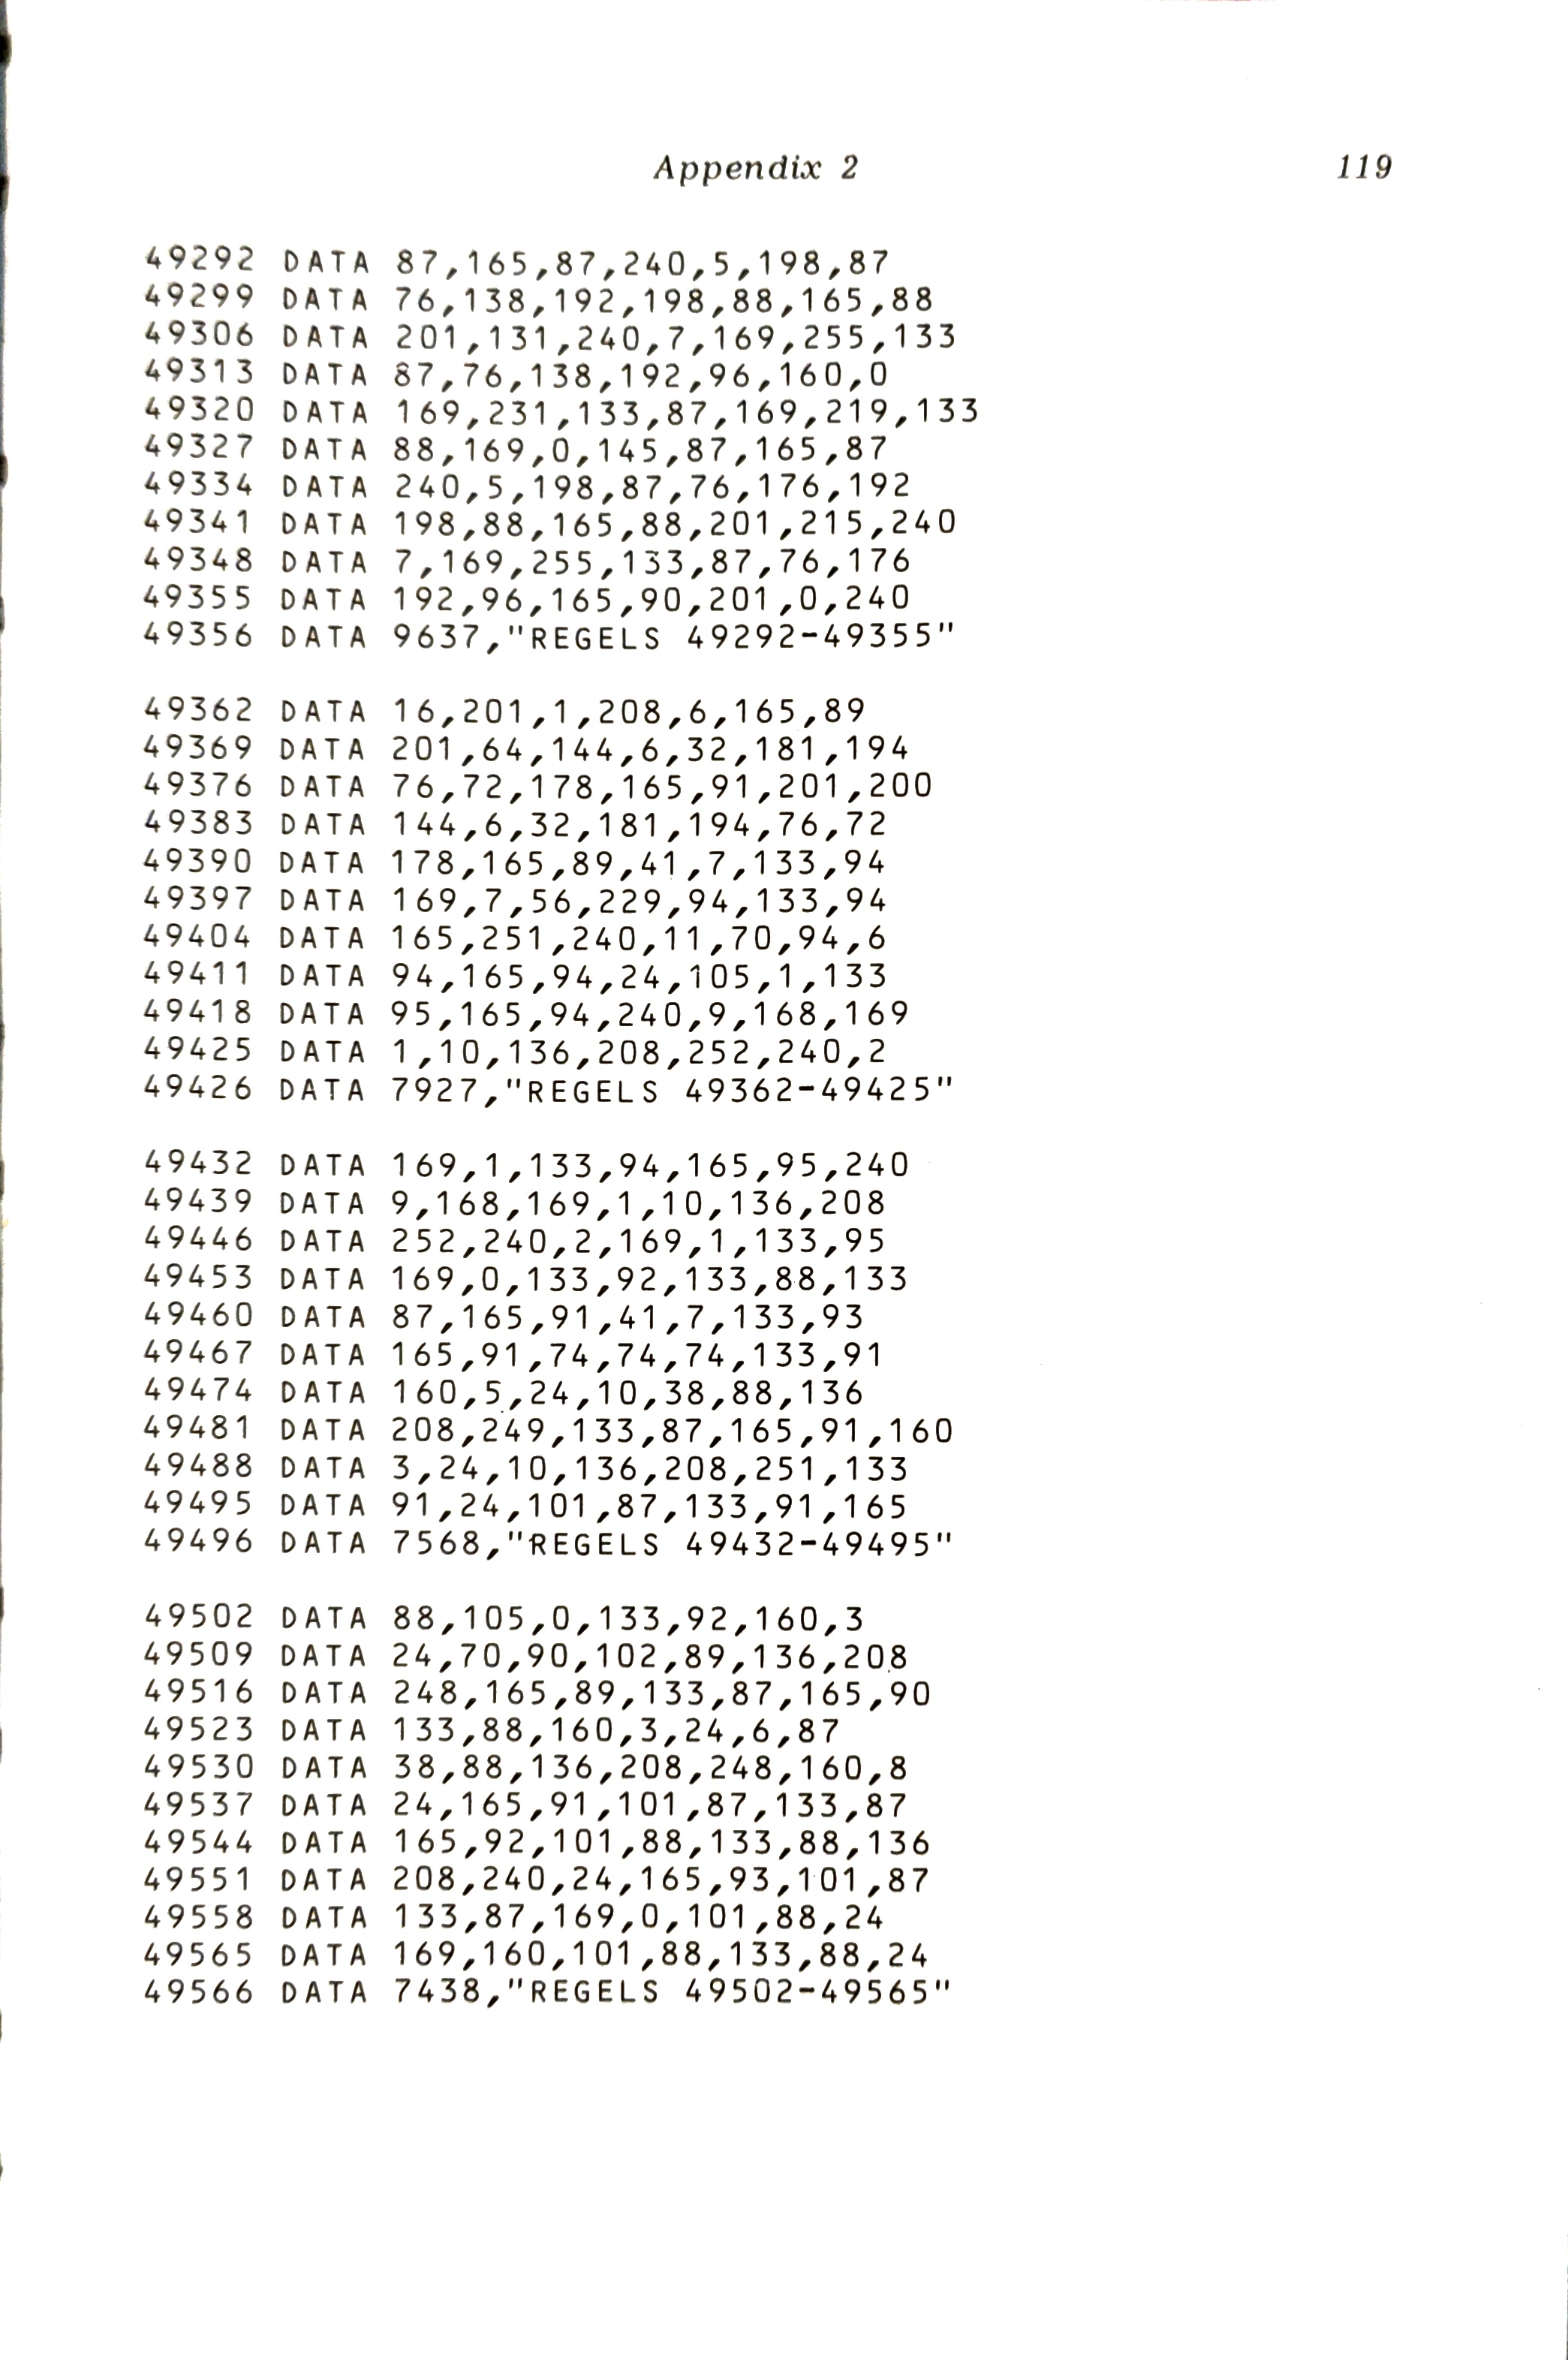 Appendix 2 119
49292 DATA 87,165,87,240,5,198,87
49299 DATA 76,138,192,198,88,165,88
49306 DATA 201,131,240,7,169,255,133
49313 DATA 87,76,138,192,96,160,0
49320 DATA 169,231,133,87,169,219,133
49327 DATA 88,169,0,145,87,165,87
49334 DATA 240,5,198,87,76,176,192
49341 DATA 198,88,165,88,201,215,240
49348 DATA 7,169,255,133,87,76,176
49355 DATA 192,96,165,90,201,0,240
49356 DATA 9637,"REGELS 49292-49355"
49362 DATA 16,201,1,208,6,165,89
49369 DATA 201,64,144,6,32,181,194
49376 DATA 76,72,178,165,91,201,200
49383 DATA 144,6,32,181,194,76,72
49390 DATA 178,165,89,41,7,133,94
49397 DATA 169,7,56,229,94,133,94
49404 DATA 165,251,240,11,70,94,6
49411 DATA 94,165,94,24,105,1,133
49418 DATA 95,165,94,240,9,168,169
49425 DATA 1,10,136,208,252,240,2
49426 DATA 7927,"REGELS 49362-49425"
49432 DATA 169,1,133,94,165,95,240
49439 DATA 9,168,169,1,10,136,208
49446 DATA 252,240,2,169,1,133,95
49453 DATA 169,0,133,92,133,88,133
49460 DATA 87,165,91,41,7,133,93
49467 DATA 165,91,74,74,74,133,91
49474 DATA 160,5,24,10,38,88,136
49481 DATA 208,249,133,87,165,91,160
49488 DATA 3,24,10,136,208,251,133
49495 DATA 91,24,101,87,133,91,165
49496 DATA 7568,"REGELS 49432-49495"
49502 DATA 88,105,0,133,92,160,3
49509 DATA 24,70,90,102,89,136,208
49516 DATA 248,165,89,133,87,165,90
49523 DATA 133,88,160,3,24,6,87
49530 DATA 38,88,136,208,248,160,8
49537 DATA 24,165,91,101,87,133,87
49544 DATA 165,92,101,88,133,88,136
49551 DATA 208,240,24,165,93,101,87
49558 DATA 133,87,169,0,101,88,24
49565 DATA 169,160,101,88,133,88,24
49566 DATA 7438,"REGELS 49502-49565"